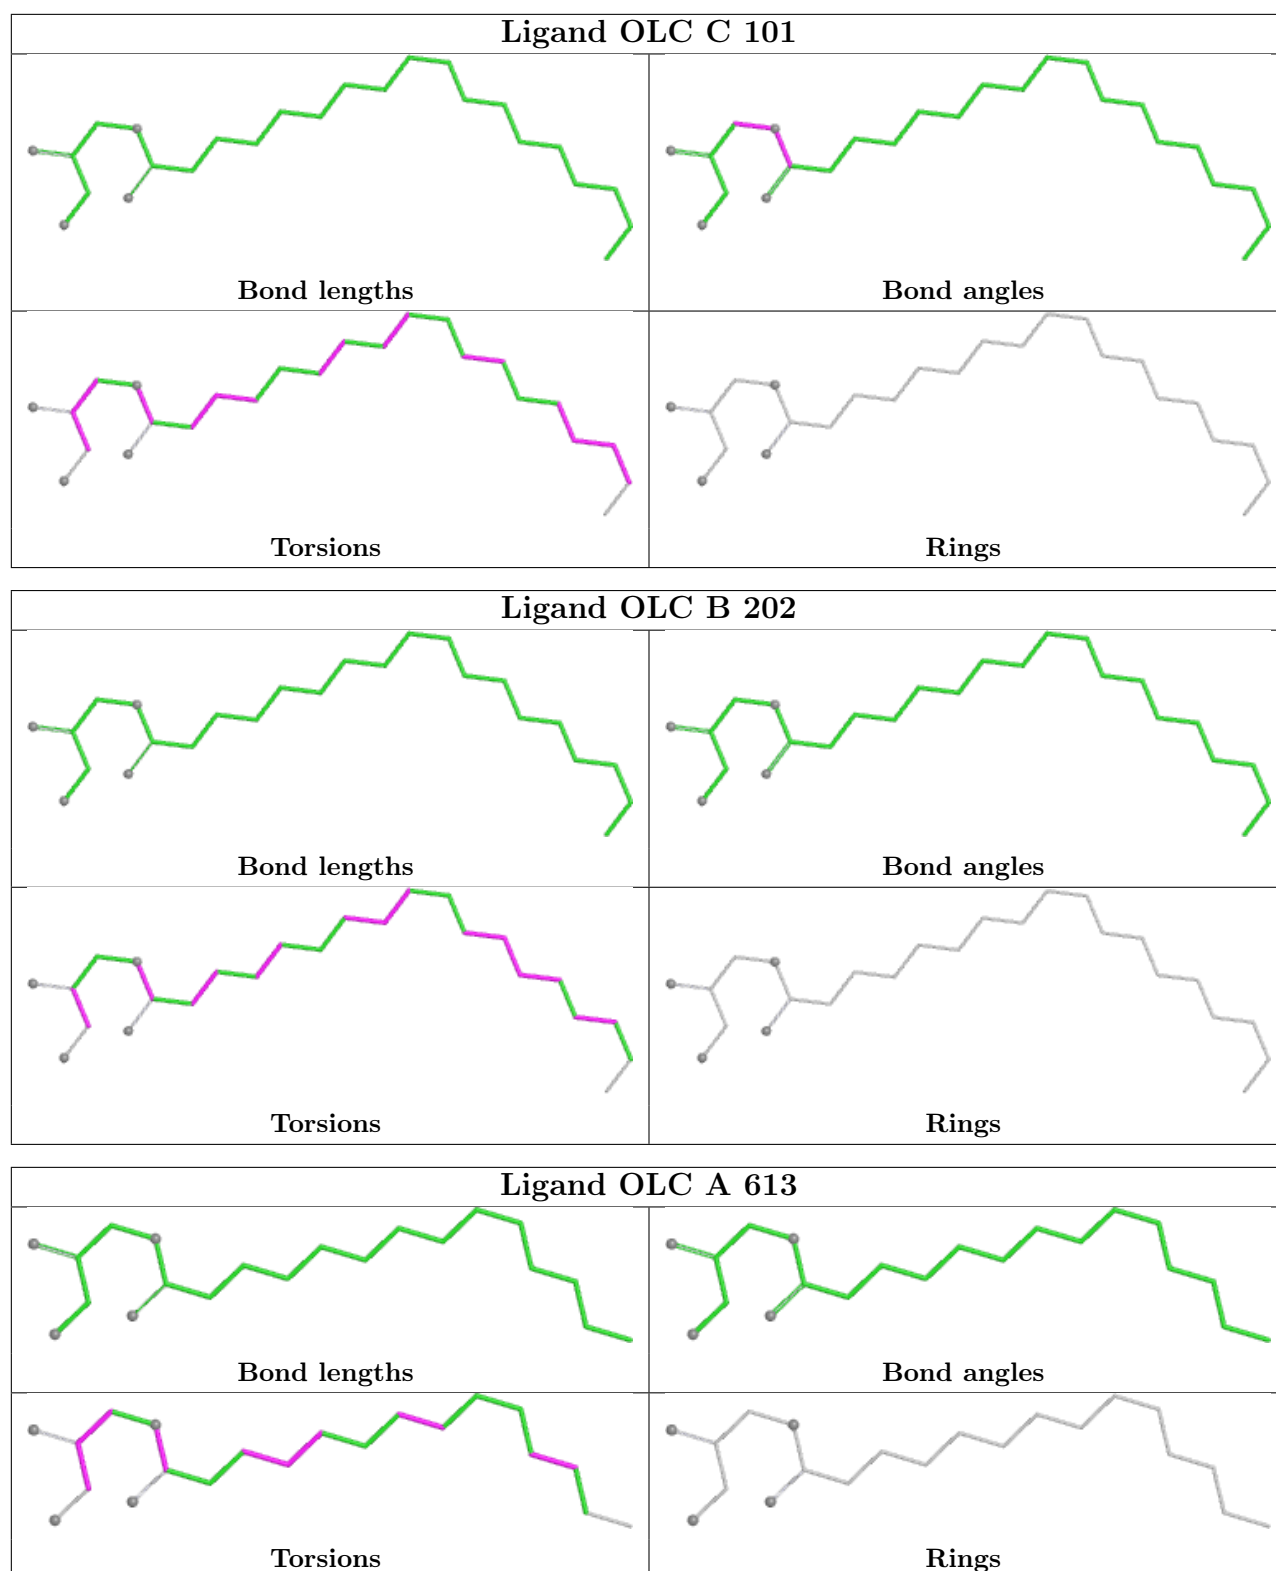 Ligand OLC C 101
Bond lengths
Bond angles
Torsions
Rings
Ligand OLC B 202
Bond lengths
Bond angles
Torsions
Rings
Ligand OLC A 613
Bond lengths
Bond angles
Torsions
Rings